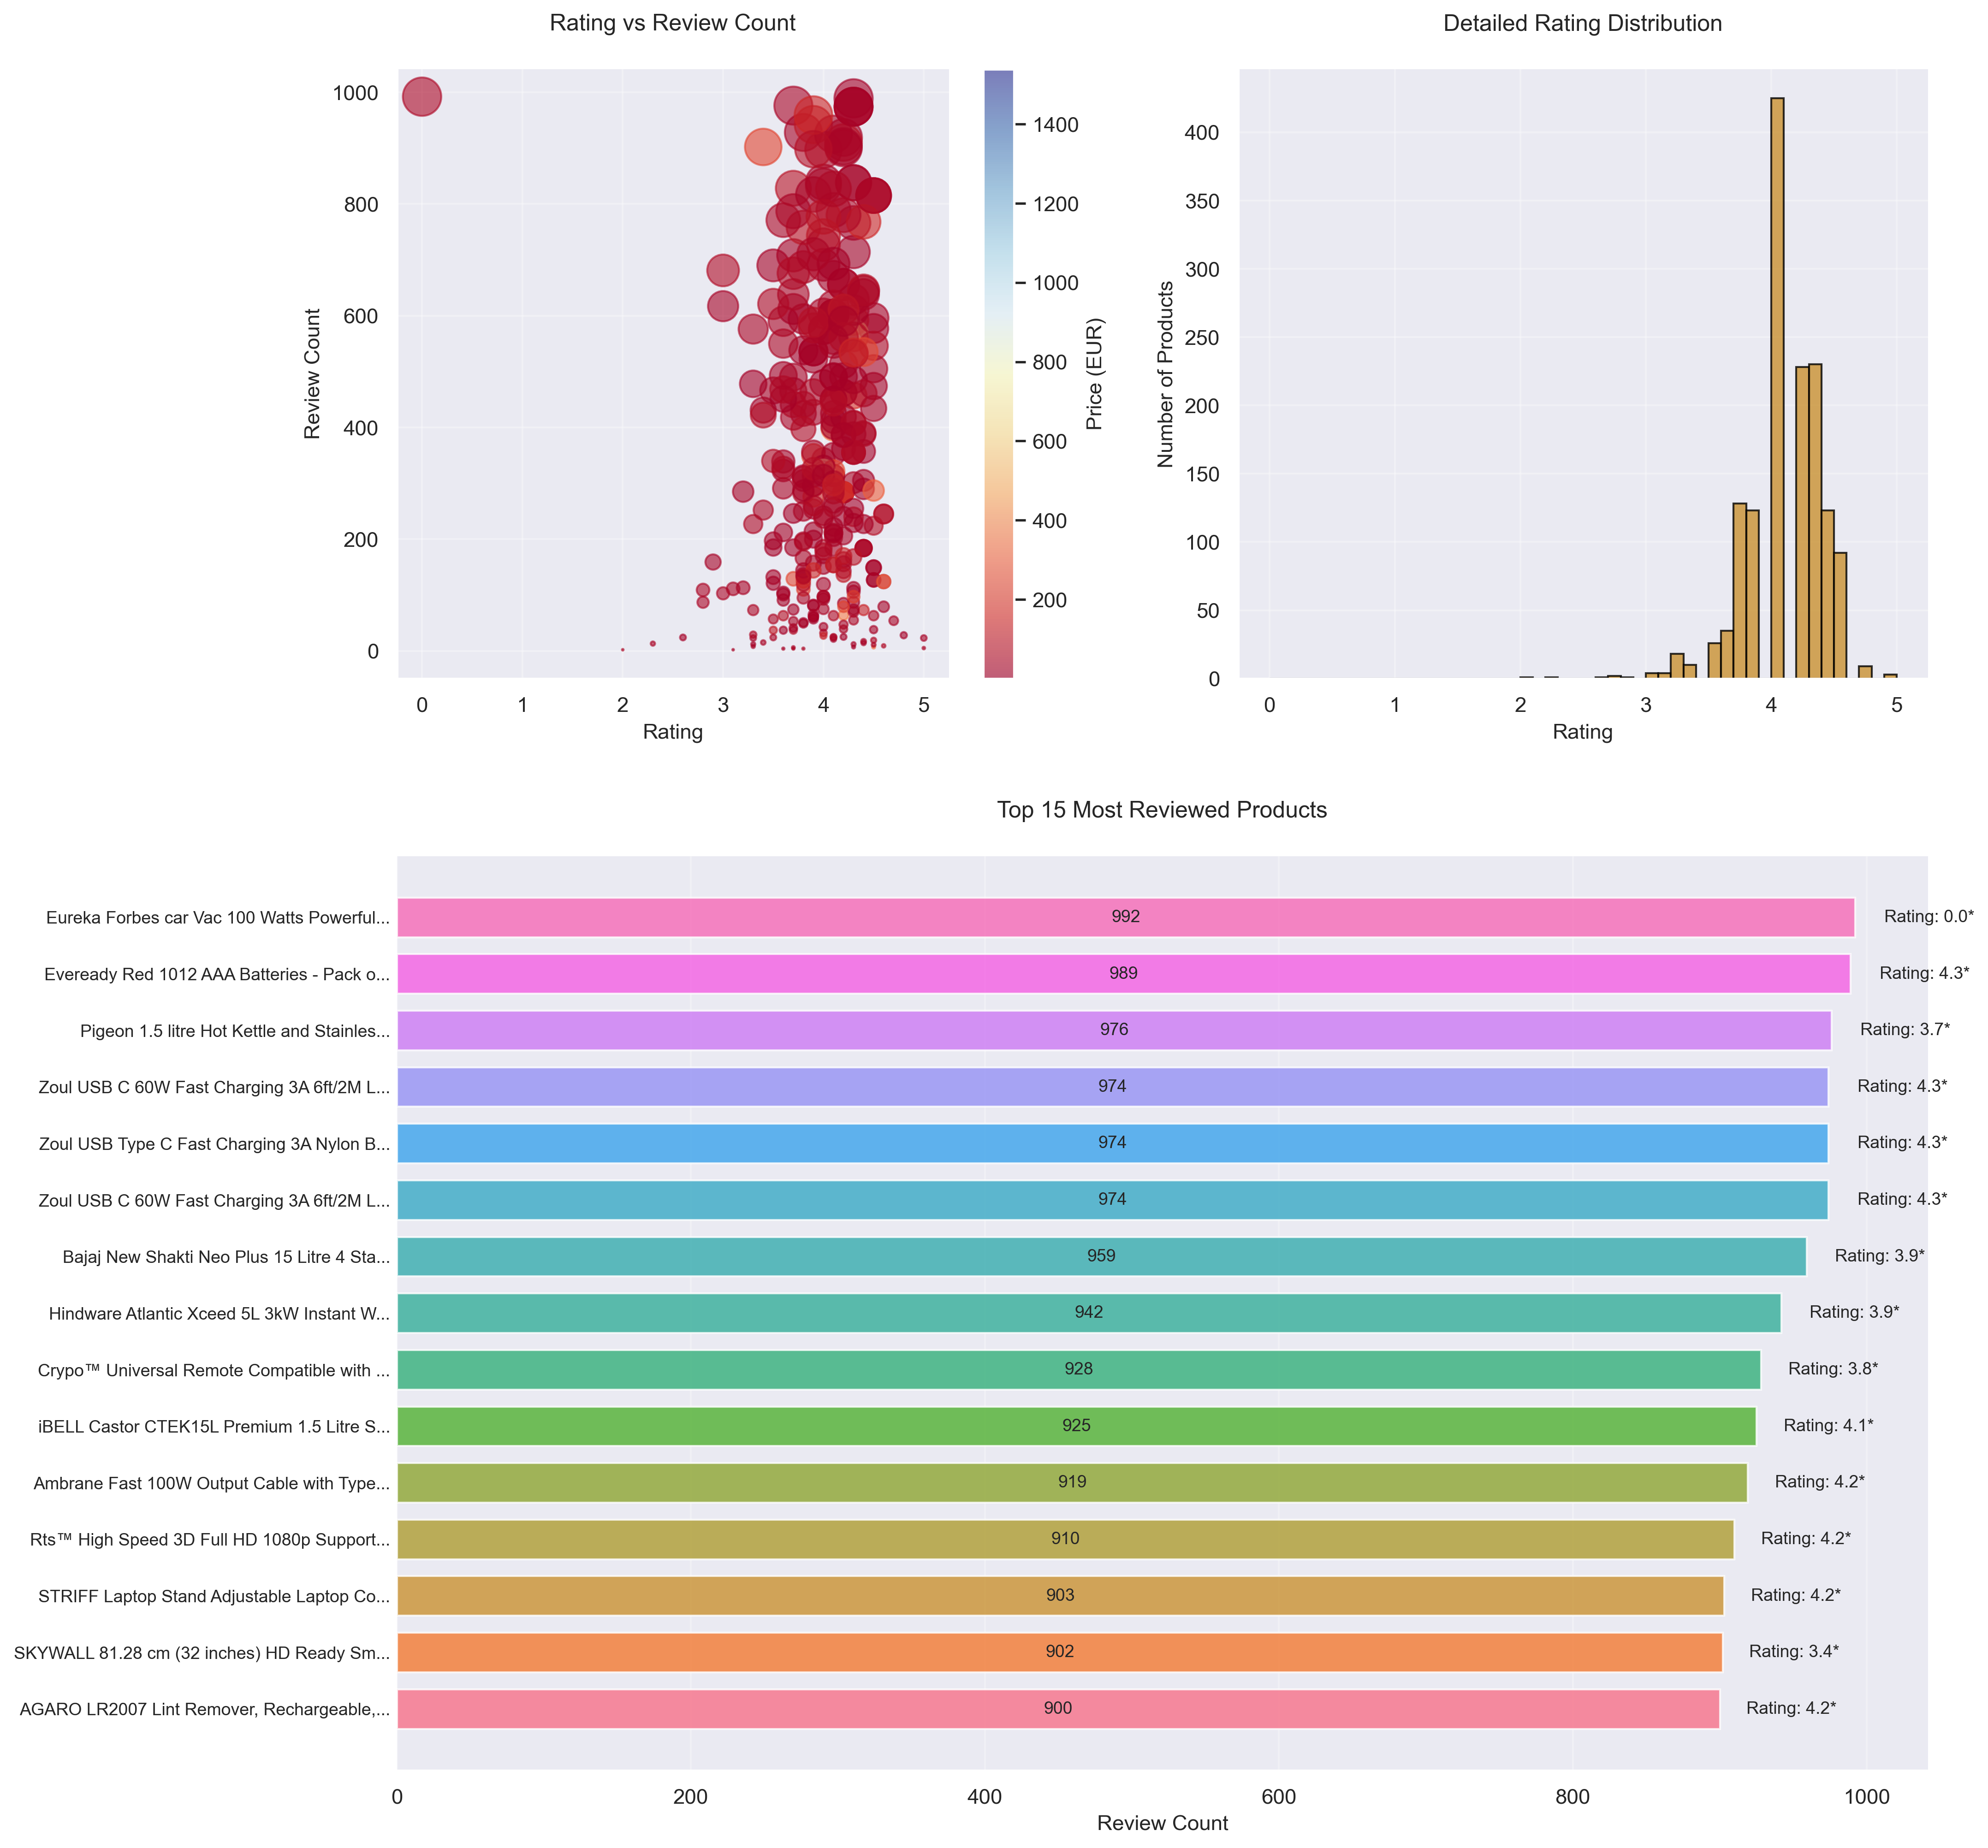 Rating vs Review Count
1000
800
600
400
200
0
Review Count
0 1 2 3 4 5
Rating
1400
1200
1000
800
600
400
200
Price (EUR)
Detailed Rating Distribution
400
350
300
250
200
150
100
50
0
Number of Products
0 1 2 3 4 5
Rating
Top 15 Most Reviewed Products
Eureka Forbes car Vac 100 Watts Powerful... 992 Rating: 0.0*
Eveready Red 1012 AAA Batteries - Pack o... 989 Rating: 4.3*
Pigeon 1.5 litre Hot Kettle and Stainles... 976 Rating: 3.7*
Zoul USB C 60W Fast Charging 3A 6ft/2M L... 974 Rating: 4.3*
Zoul USB Type C Fast Charging 3A Nylon B... 974 Rating: 4.3*
Zoul USB C 60W Fast Charging 3A 6ft/2M L... 974 Rating: 4.3*
Bajaj New Shakti Neo Plus 15 Litre 4 Sta... 959 Rating: 3.9*
Hindware Atlantic Xceed 5L 3kW Instant W... 942 Rating: 3.9*
Crypo™ Universal Remote Compatible with ... 928 Rating: 3.8*
iBELL Castor CTEK15L Premium 1.5 Litre S... 925 Rating: 4.1*
Ambrane Fast 100W Output Cable with Type... 919 Rating: 4.2*
Rts™ High Speed 3D Full HD 1080p Support... 910 Rating: 4.2*
STRIFF Laptop Stand Adjustable Laptop Co... 903 Rating: 4.2*
SKYWALL 81.28 cm (32 inches) HD Ready Sm... 902 Rating: 3.4*
AGARO LR2007 Lint Remover, Rechargeable,... 900 Rating: 4.2*
0 200 400 600 800 1000
Review Count